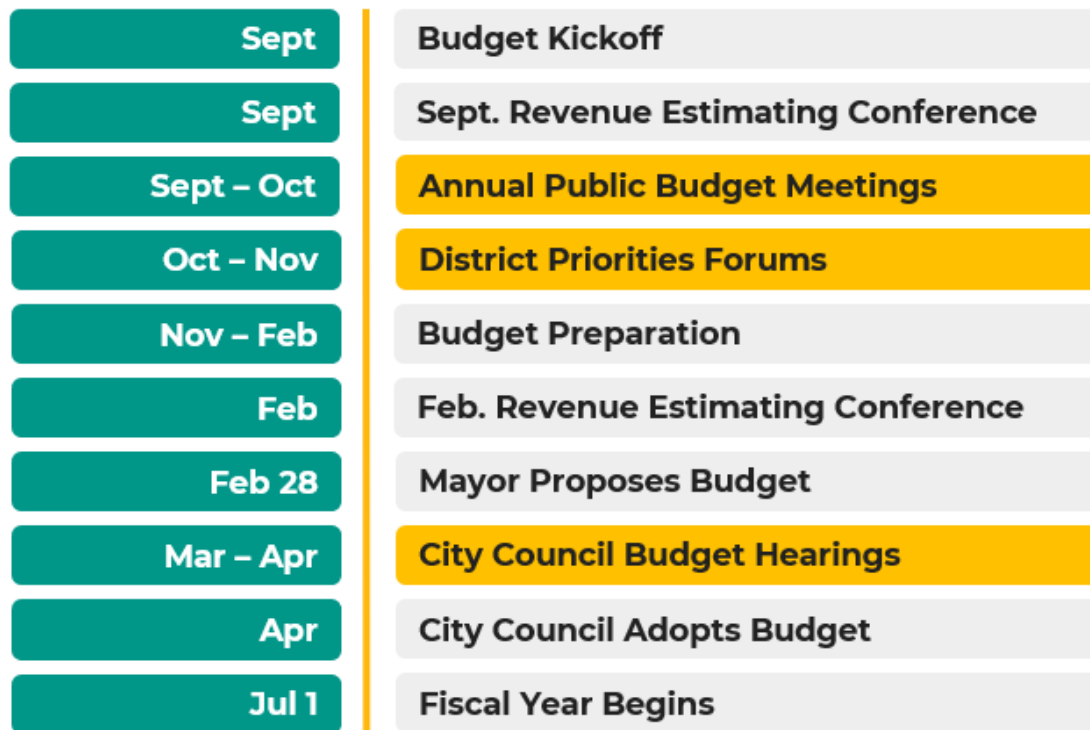 Sept Budget Kickoff
Sept Sept. Revenue Estimating Conference
Sept – Oct Annual Public Budget Meetings
Oct – Nov District Priorities Forums
Nov – Feb Budget Preparation
Feb Feb. Revenue Estimating Conference
Feb 28 Mayor Proposes Budget
Mar – Apr City Council Budget Hearings
Apr City Council Adopts Budget
Jul 1 Fiscal Year Begins